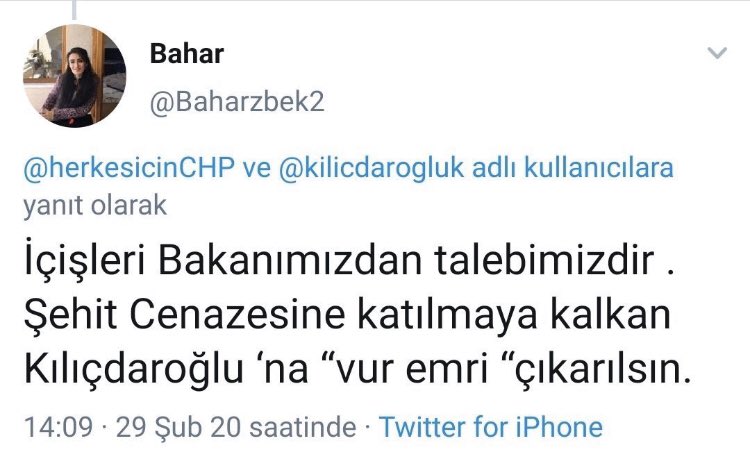 Bahar
@Baharzbek2
@herkesicinCHP ve @kilicdarogluk adlı kullanıcılara
yanıt olarak
İçişleri Bakanımızdan talebimizdir .
Şehit Cenazesine katılmaya kalkan
Kılıçdaroğlu ‘na “vur emri “çıkarılsın.
14:09 · 29 Şub 20 saatinde · Twitter for iPhone